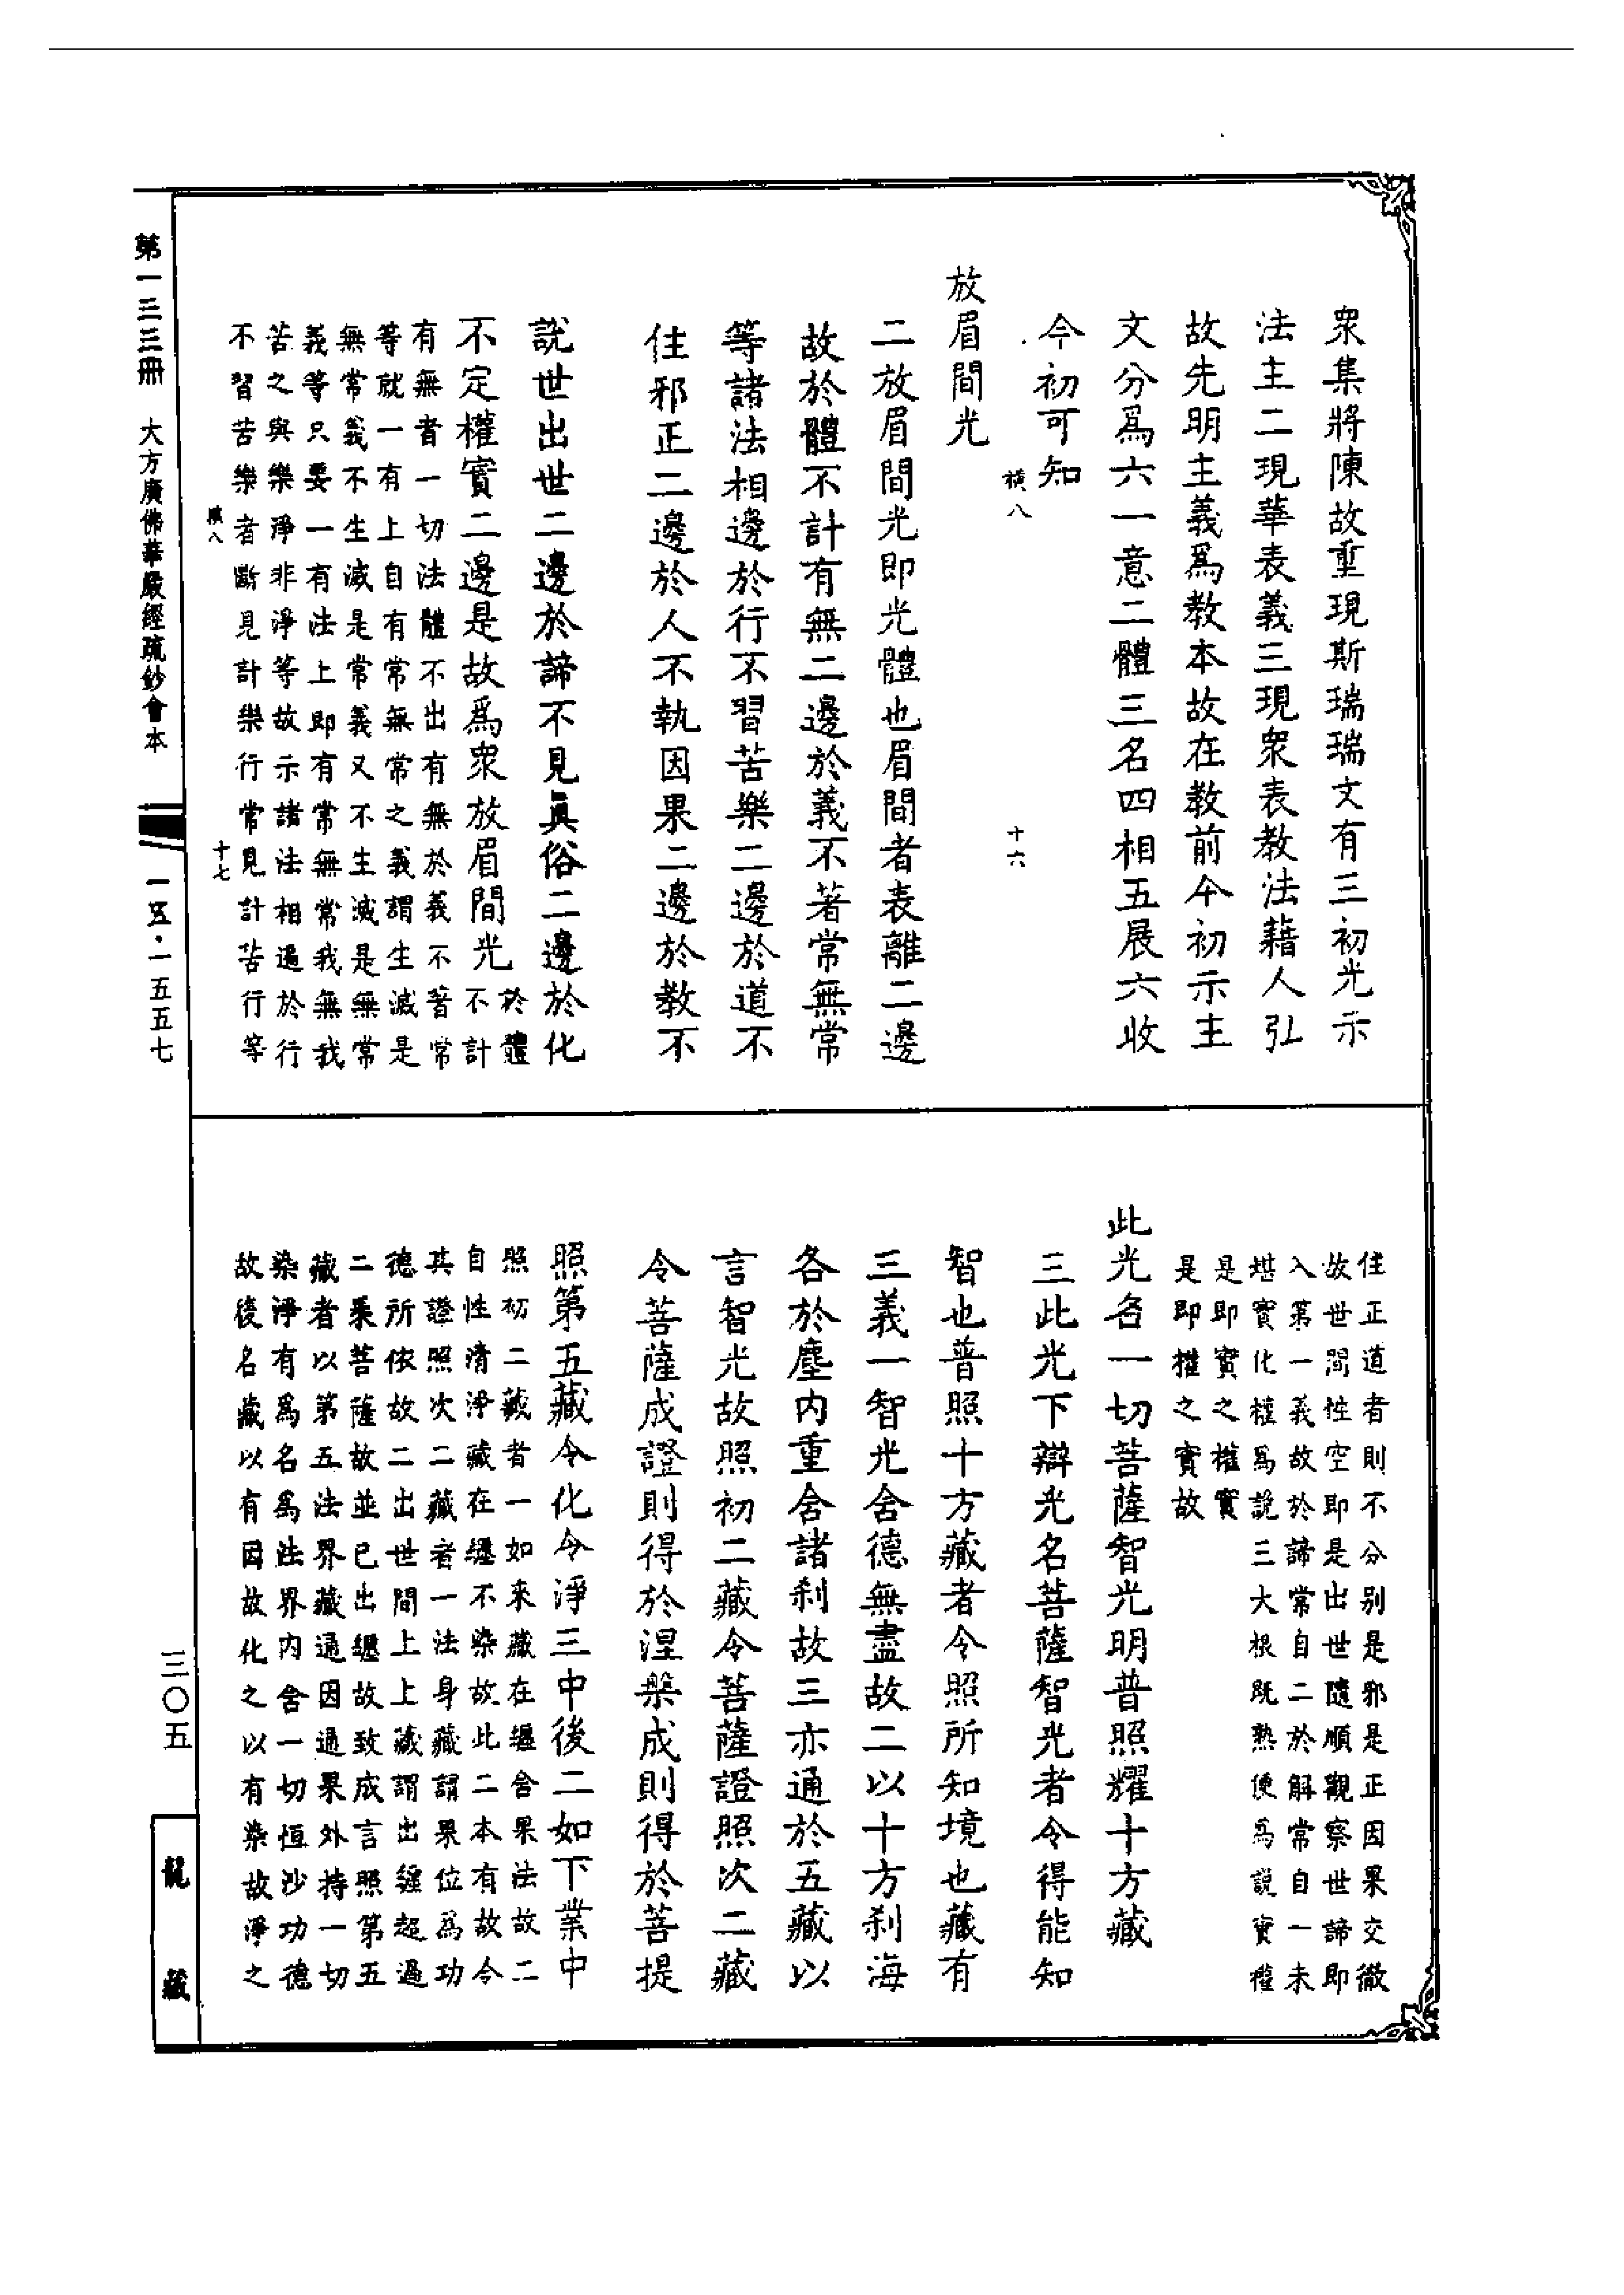 衆集將陳故重現斯瑞瑞文有三初光示
法主二現華表義三現衆表教法藉人弘
故先明主義爲教本故在教前今初示主
文分爲六一意二體三名四相五展六收
今初可知
橫八
十六
放眉間光
二放眉間光即光體也眉間者表離二邊
故於體不計有無二邊於義不著常無常
等諸法相邊於行不習苦樂二邊於道不
住邪正二邊於人不執因果二邊於教不
說世出世二邊於諦不見眞俗二邊於化
不定權實二邊是故爲衆放眉間光於體不計
有無者一切法體不出有無於義不著常
等就一有上自有常無常之義謂生滅是
無常義不生滅是常義又不生滅是無常
義等只要一有法上即有常無常我無我
苦之與樂淨非淨等故示諸法相邊於行
不習苦樂者斷見計樂行常見計苦行等
橫八
十七
住正道者則不分別是邪是正因果交徹
故世間性空即是出世隨順觀察世諦即
入第一義故於諦常自二於解常自一未
堪實化權爲說三大根既熟便爲說實權
是即實之權實
是即權之實故
此光名一切菩薩智光明普照耀十方藏
三此光下辯光名菩薩智光者令得能知
智也普照十方藏者令照所知境也藏有
三義一智光含德無盡故二以十方刹海
各於塵內重含諸刹故三亦通於五藏以
言智光故照初二藏令菩薩證照次二藏
令菩薩成證則得於涅槃成則得於菩提
照第五藏令化令淨三中後二如下業中
照初二藏者一如來藏在纏含果法故二
自性清淨藏在纏不染故此二本有故令
其證照次二藏者一法身藏謂果位爲功
德所依故二出世間上上藏謂出纏超過
二乘菩薩故並已出纏故致成言照第五
藏者以第五法界藏通因通果外持一切
染淨有爲名爲法界內含一切恒沙功德
故後名藏以有因故化之以有染故淨之
第一三三冊　大方廣佛華嚴經疏鈔會本
一五·一五五七
三〇五
龍藏